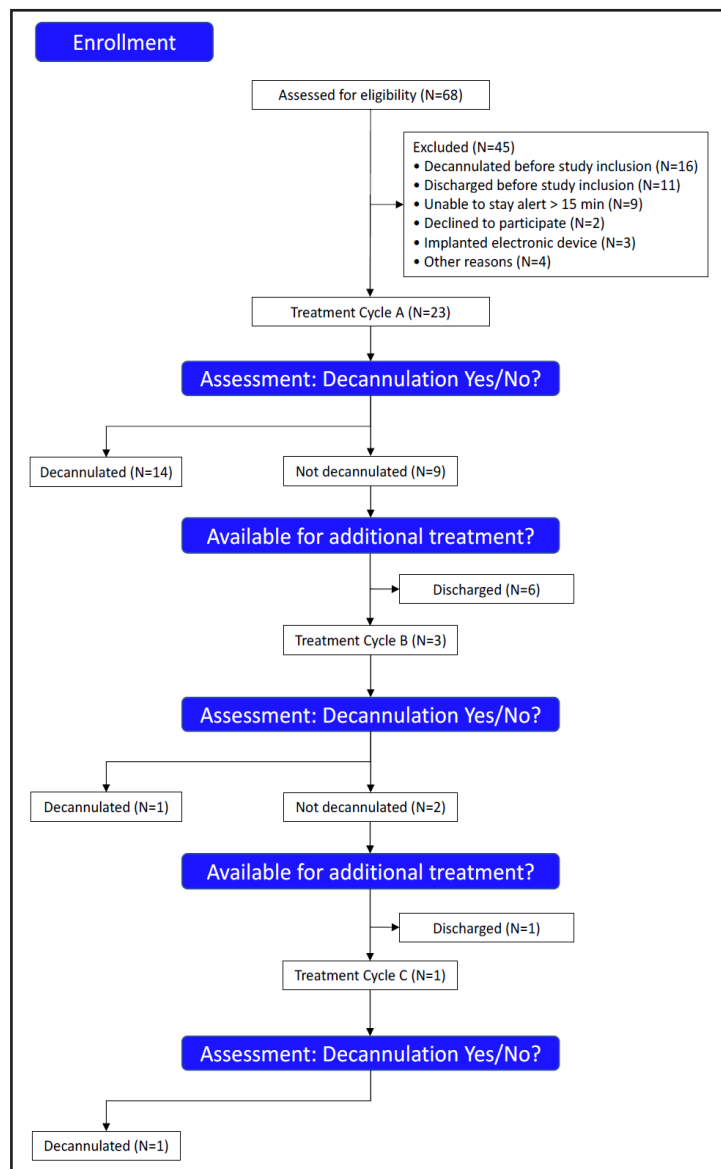 Enrollment
Assessed for eligibility (N=68)
Excluded (N=45)
• Decannulated before study inclusion (N=16)
• Discharged before study inclusion (N=11)
• Unable to stay alert > 15 min (N=9)
• Declined to participate (N=2)
• Implanted electronic device (N=3)
• Other reasons (N=4)
Treatment Cycle A (N=23)
Assessment: Decannulation Yes/No?
Decannulated (N=14)
Not decannulated (N=9)
Available for additional treatment?
Discharged (N=6)
Treatment Cycle B (N=3)
Assessment: Decannulation Yes/No?
Decannulated (N=1)
Not decannulated (N=2)
Available for additional treatment?
Discharged (N=1)
Treatment Cycle C (N=1)
Assessment: Decannulation Yes/No?
Decannulated (N=1)